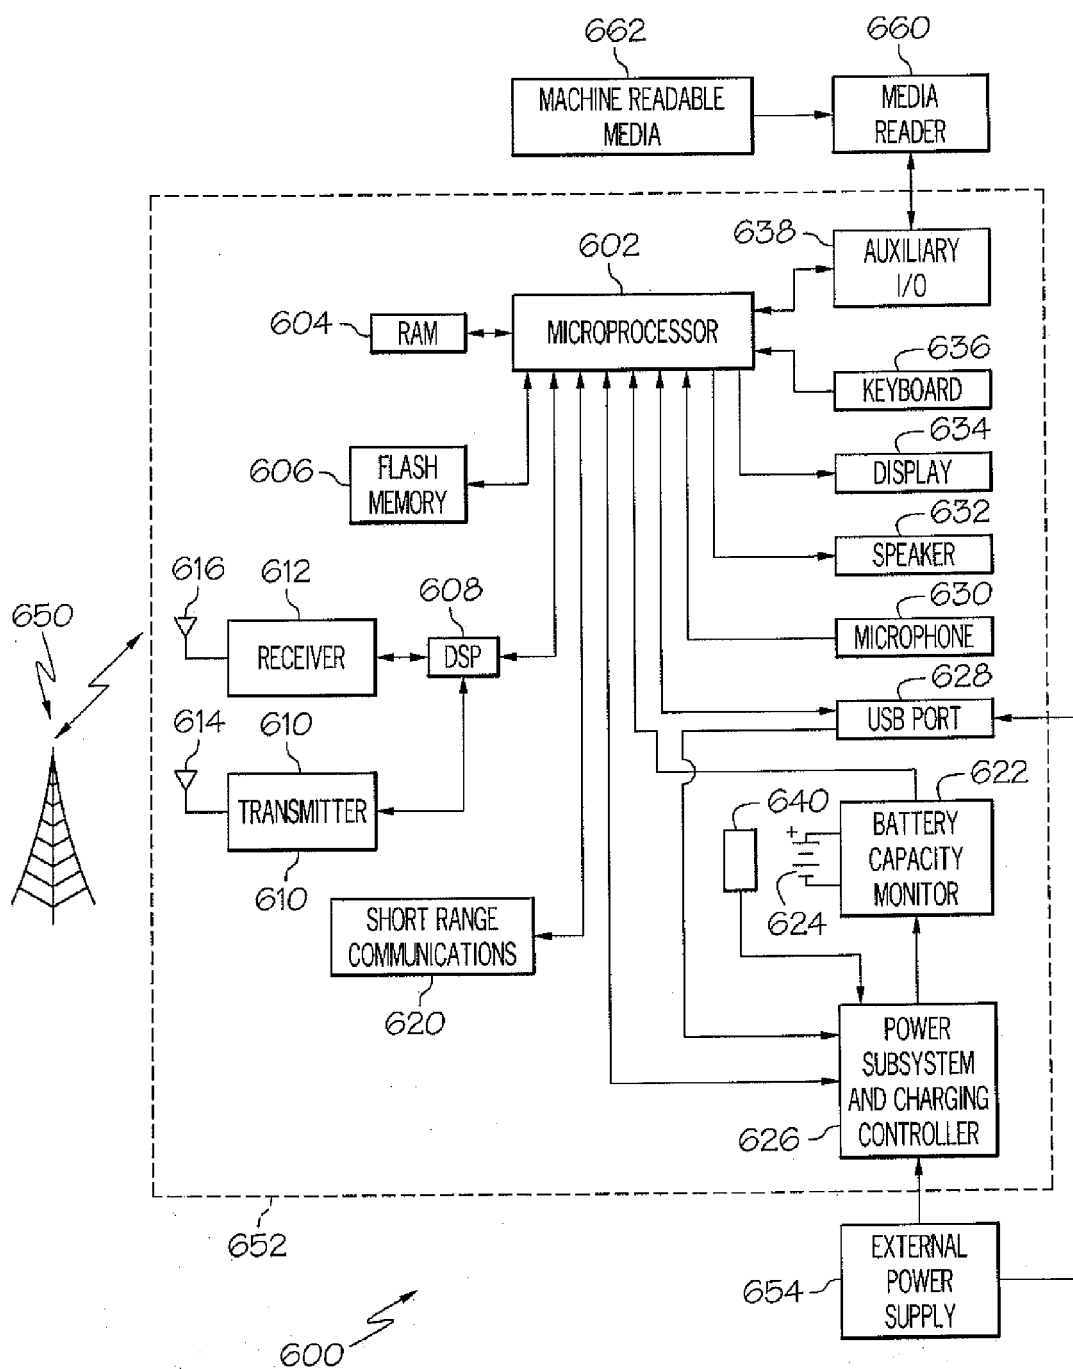 662
660
MACHINE READABLE
MEDIA
MEDIA
READER
602
638
AUXILIARY
I/O
604
RAM
MICROPROCESSOR
636
KEYBOARD
634
606
FLASH
MEMORY
DISPLAY
632
SPEAKER
616
612
608
630
650
RECEIVER
DSP
MICROPHONE
628
USB PORT
614
610
622
TRANSMITTER
640
+
BATTERY
CAPACITY
MONITOR
610
624
SHORT RANGE
COMMUNICATIONS
620
POWER
SUBSYSTEM
AND CHARGING
CONTROLLER
626
652
EXTERNAL
POWER
SUPPLY
654
600